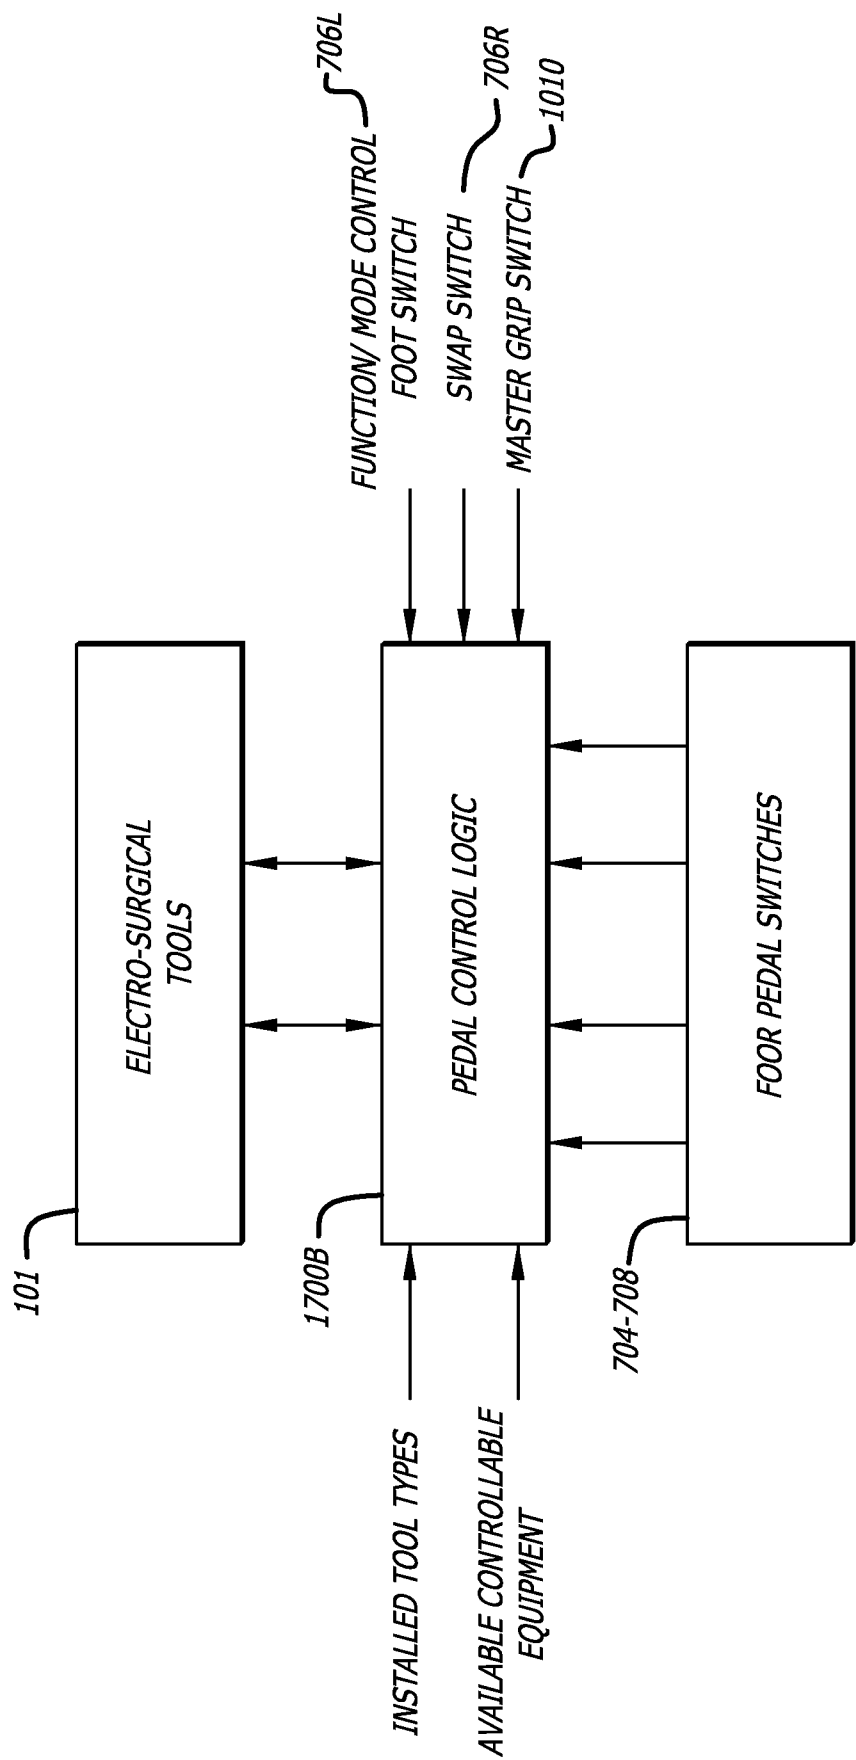 101
ELECTRO-SURGICAL
TOOLS
1700B
PEDAL CONTROL LOGIC
INSTALLED TOOL TYPES
AVAILABLE CONTROLLABLE
EQUIPMENT
FUNCTION/ MODE CONTROL
FOOT SWITCH
706L
SWAP SWITCH
706R
MASTER GRIP SWITCH
1010
704-708
FOOR PEDAL SWITCHES